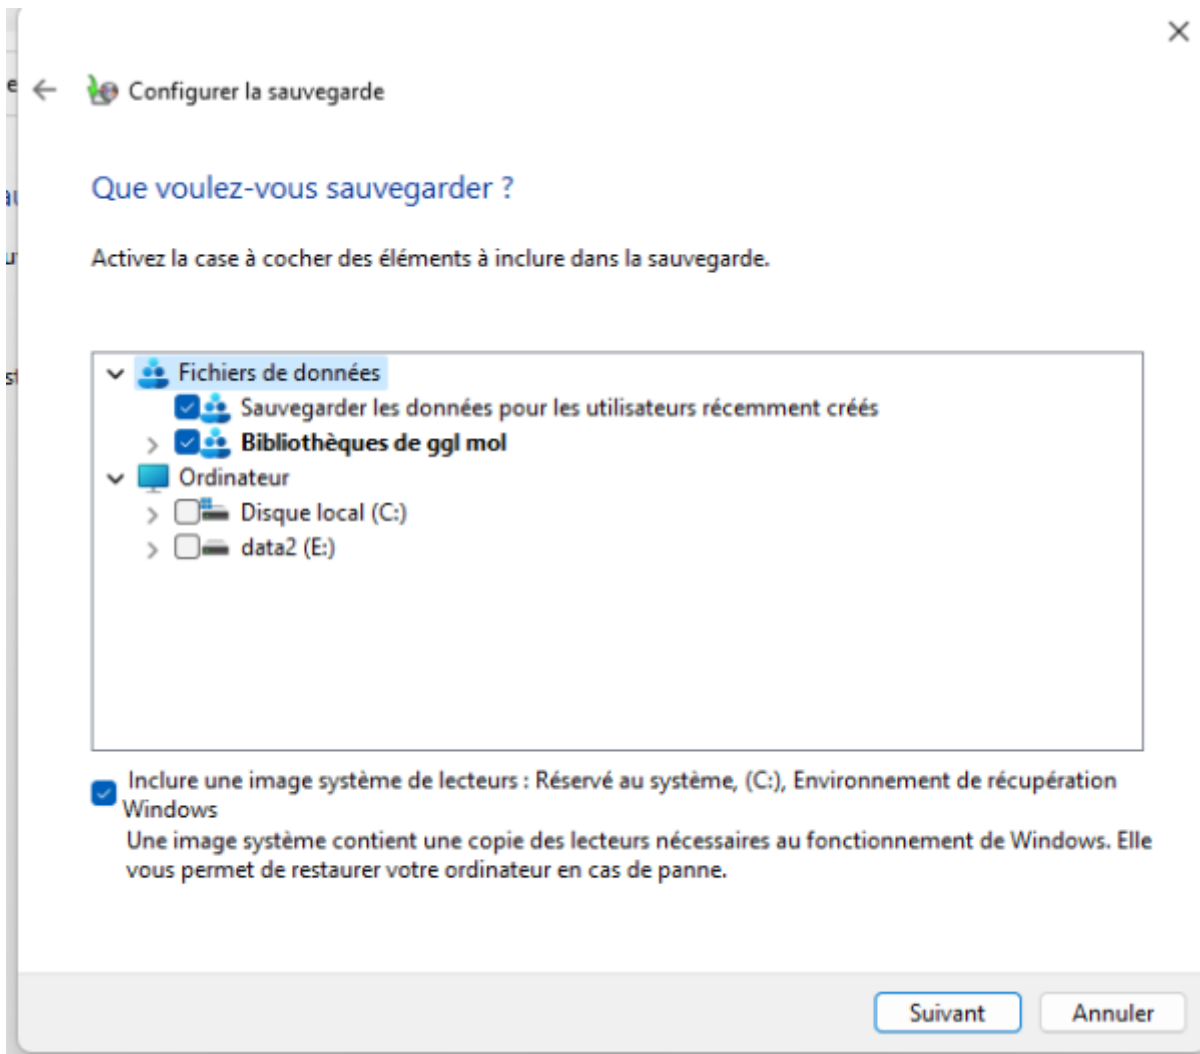 e
Configurer la sauvegarde
Que voulez-vous sauvegarder ?
au
Activez la case à cocher des éléments à inclure dans la sauvegarde.
Fichiers de données
st
Sauvegarder les données pour les utilisateurs récemment créés
Bibliothèques de ggl mol
Ordinateur
Disque local (C:)
data2 (E:)
Inclure une image système de lecteurs : Réservé au système, (C:), Environnement de récupération
Windows
Une image système contient une copie des lecteurs nécessaires au fonctionnement de Windows. Elle
vous permet de restaurer votre ordinateur en cas de panne.
Suivant
Annuler